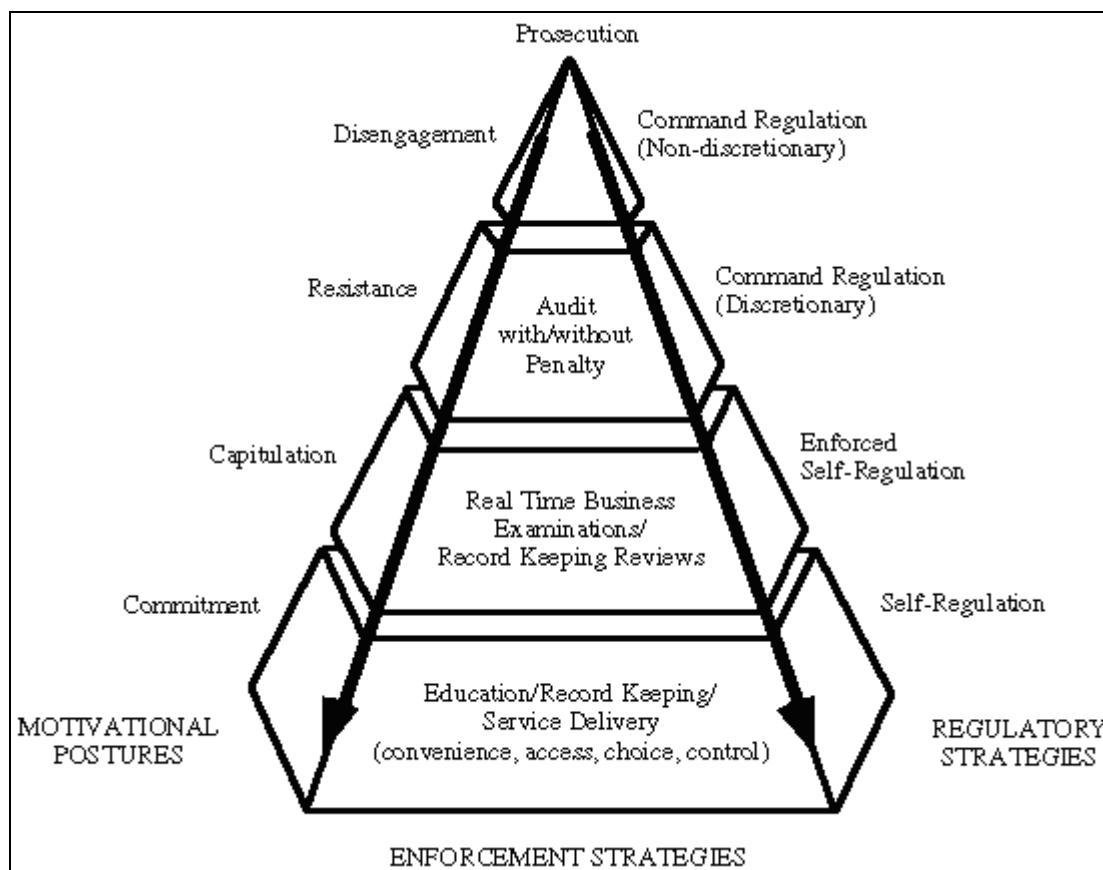 Prosecution
Disengagement
Command Regulation
(Non-discretionary)
Resistance
Command Regulation
(Discretionary)
Audit
with/without
Penalty
Capitulation
Enforced
Self-Regulation
Real Time Business
Examinations/
Record Keeping Reviews
Commitment
Self-Regulation
Education/Record Keeping/
Service Delivery
(convenience, access, choice, control)
MOTIVATIONAL
POSTURES
REGULATORY
STRATEGIES
ENFORCEMENT STRATEGIES